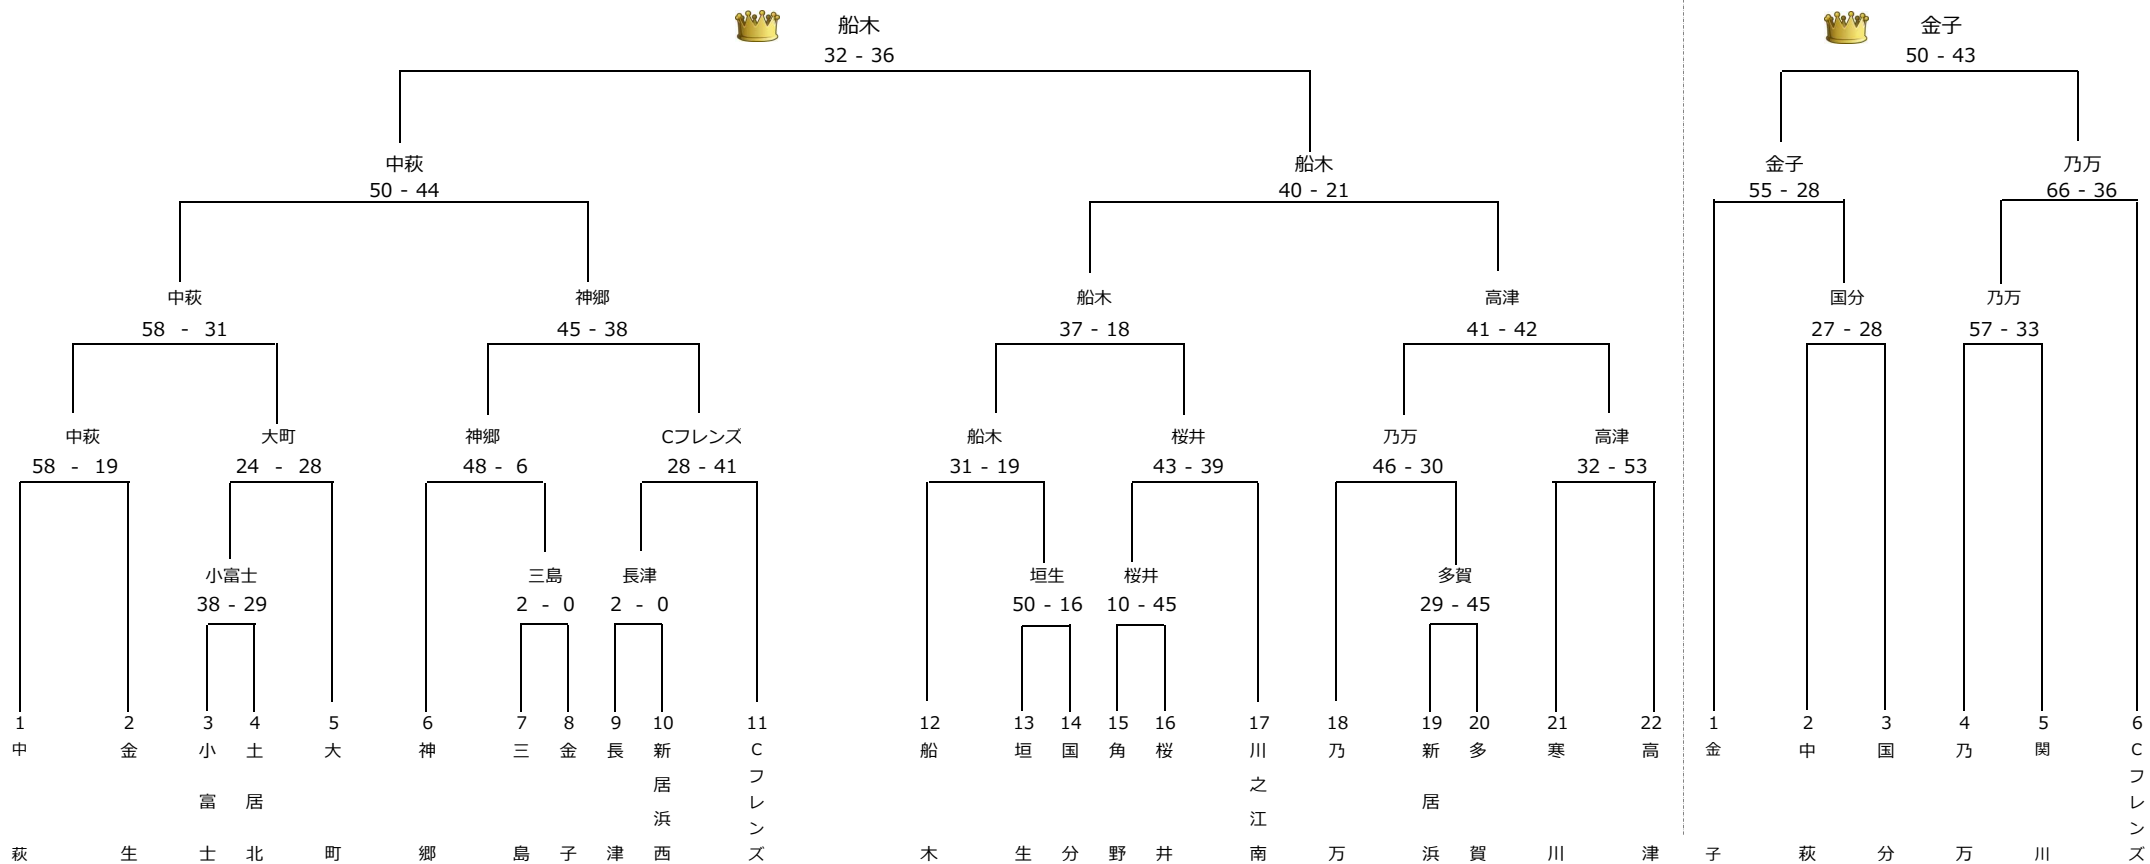 船木 金子
32 - 36 50 - 43
中萩 船木 金子 乃万
50 - 44 40 - 21 55 - 28 66 - 36
中萩 神郷 船木 高津 国分 乃万
58 - 31 45 - 38 37 - 18 41 - 42 27 - 28 57 - 33
中萩 大町 神郷 Cフレンズ 船木 桜井 乃万 高津
58 - 19 24 - 28 48 - 6 28 - 41 31 - 19 43 - 39 46 - 30 32 - 53
小富士 三島 長津 垣生 桜井 多賀
38 - 29 2 - 0 2 - 0 50 - 16 10 - 45 29 - 45
1 2 3 4 5 6 7 8 9 10 11 12 13 14 15 16 17 18 19 20 21 22 1 2 3 4 5 6
中萩
金生
小富士
土居北
大町
神郷
三島
金子
長津
新居浜西
Cフレンズ
船木
垣生
国分
角野
桜井
川之江南
乃万
新居浜
多賀
寒川
高津
金子
中萩
国分
乃万
関川
Cフレンズ